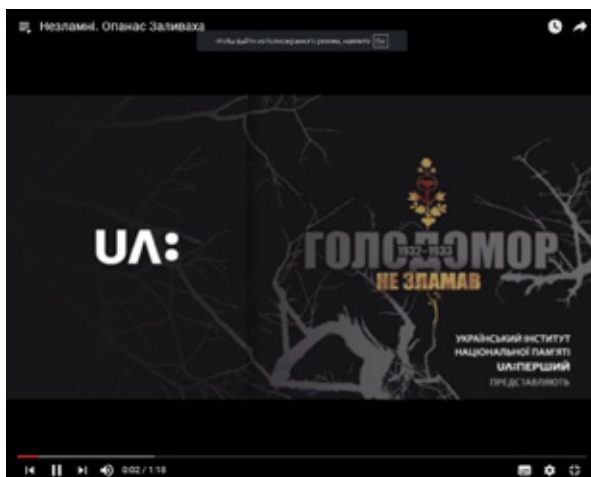 Незламні. Опанас Заливаха
UA:
ГОЛОДОМОР
1932–1933
НЕ ЗЛАМАВ
УКРАЇНСЬКИЙ ІНСТИТУТ
НАЦІОНАЛЬНОЇ ПАМ'ЯТІ
UA:ПЕРШИЙ
ПРЕДСТАВЛЯЮТЬ
0:02 / 1:18